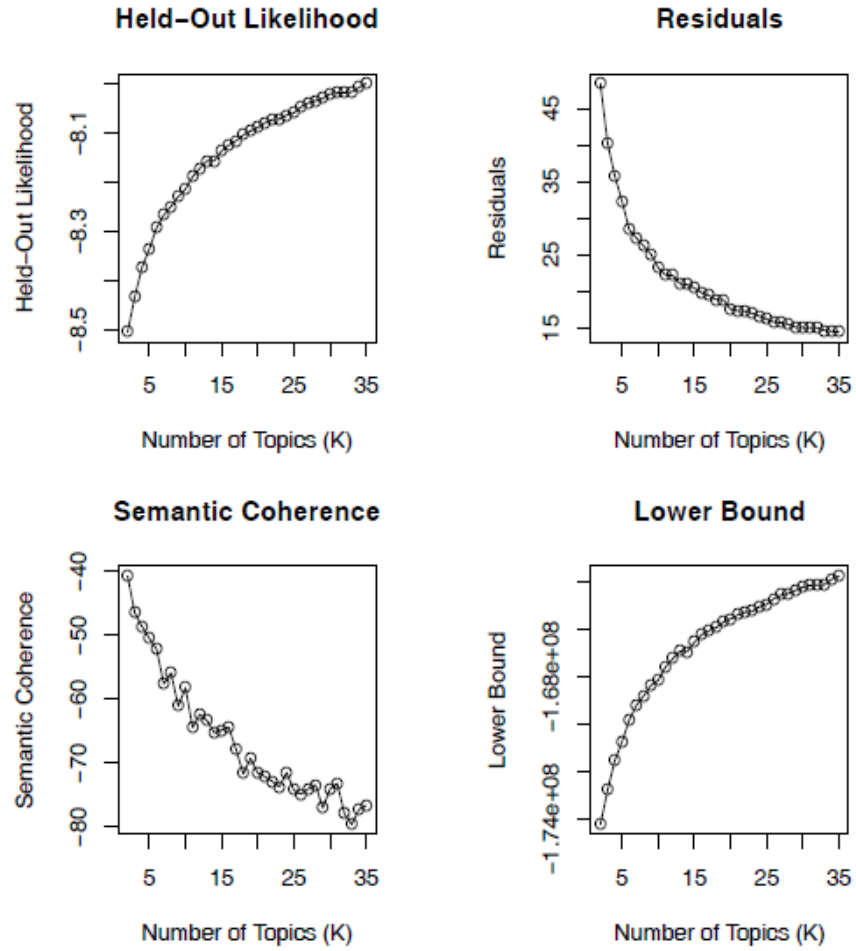 Held−Out Likelihood
Held−Out Likelihood
−8.1
−8.3
−8.5
5
15
25
35
Number of Topics (K)
Residuals
Residuals
45
35
25
15
5
15
25
35
Number of Topics (K)
Semantic Coherence
Semantic Coherence
−40
−50
−60
−70
−80
5
15
25
35
Number of Topics (K)
Lower Bound
Lower Bound
−1.68e+08
−1.74e+08
5
15
25
35
Number of Topics (K)